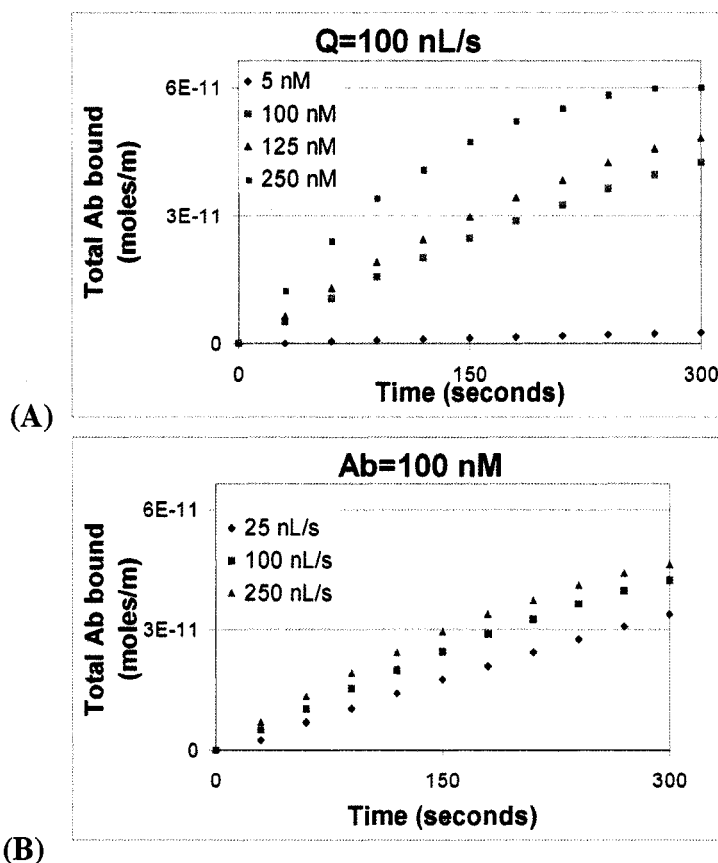 Q=100 nL/s
Total Ab bound
(moles/m)
6E-11
3E-11
0
5 nM
100 nM
125 nM
250 nM
0
150
300
Time (seconds)
(A)
Ab=100 nM
Total Ab bound
(moles/m)
6E-11
3E-11
0
25 nL/s
100 nL/s
250 nL/s
0
150
300
Time (seconds)
(B)